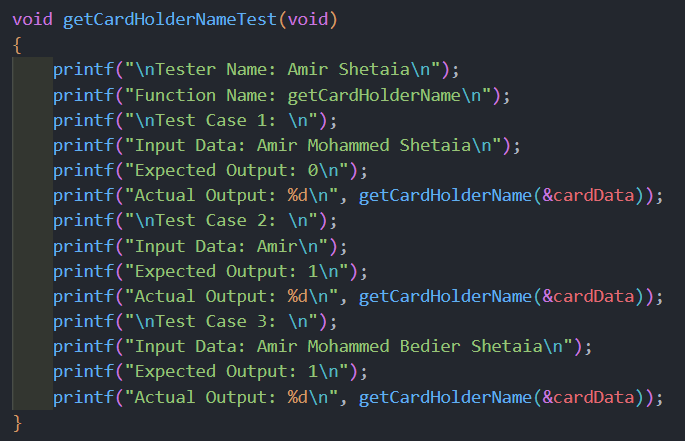 void getCardHolderNameTest(void)
{
    printf("\nTester Name: Amir Shetaia\n");
    printf("Function Name: getCardHolderName\n");
    printf("\nTest Case 1: \n");
    printf("Input Data: Amir Mohammed Shetaia\n");
    printf("Expected Output: 0\n");
    printf("Actual Output: %d\n", getCardHolderName(&cardData));
    printf("\nTest Case 2: \n");
    printf("Input Data: Amir\n");
    printf("Expected Output: 1\n");
    printf("Actual Output: %d\n", getCardHolderName(&cardData));
    printf("\nTest Case 3: \n");
    printf("Input Data: Amir Mohammed Bedier Shetaia\n");
    printf("Expected Output: 1\n");
    printf("Actual Output: %d\n", getCardHolderName(&cardData));
}